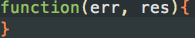 function(err, res){
}